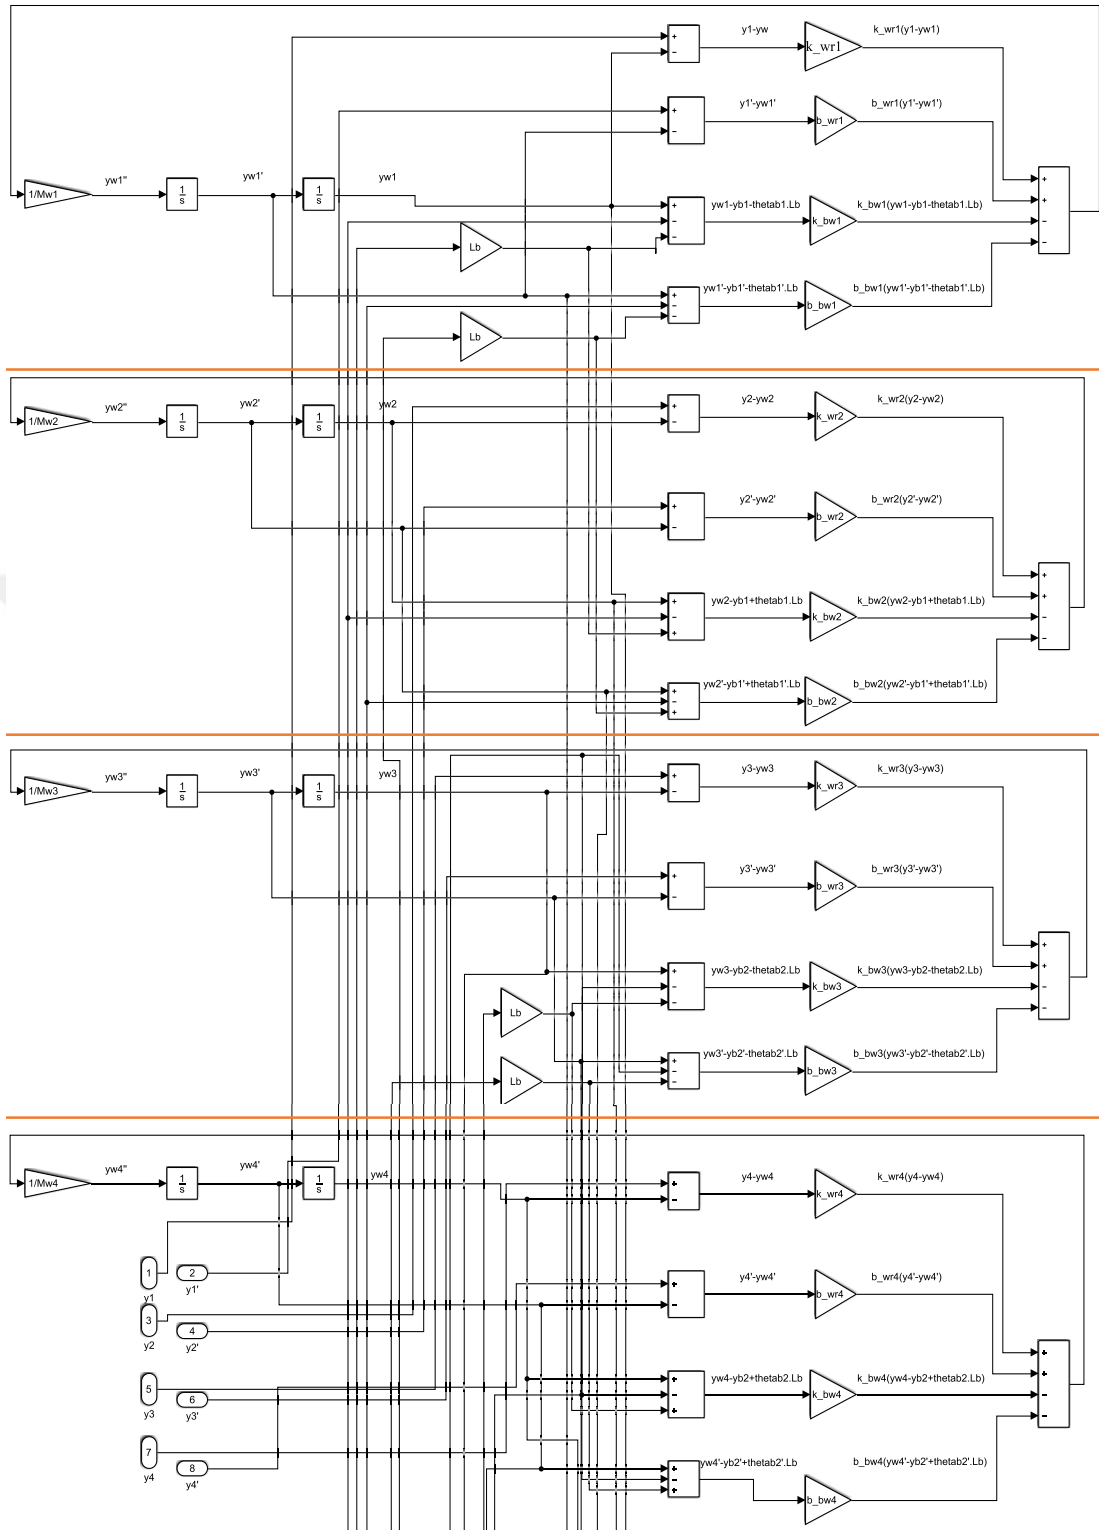 y1-yw
k_wr1
k_wr1(y1-yw1)
y1'-yw1'
b_wr1
b_wr1(y1'-yw1')
1/Mw1
yw1''
1
s
yw1'
1
s
yw1
yw1-yb1-thetab1.Lb
k_bw1
k_bw1(yw1-yb1-thetab1.Lb)
Lb
yw1'-yb1'-thetab1'.Lb
b_bw1
b_bw1(yw1'-yb1'-thetab1'.Lb)
Lb
1/Mw2
yw2''
1
s
yw2'
1
s
yw2
y2-yw2
k_wr2
k_wr2(y2-yw2)
y2'-yw2'
b_wr2
b_wr2(y2'-yw2')
yw2-yb1+thetab1.Lb
k_bw2
k_bw2(yw2-yb1+thetab1.Lb)
yw2'-yb1'+thetab1'.Lb
b_bw2
b_bw2(yw2'-yb1'+thetab1'.Lb)
1/Mw3
yw3''
1
s
yw3'
1
s
yw3
y3-yw3
k_wr3
k_wr3(y3-yw3)
y3'-yw3'
b_wr3
b_wr3(y3'-yw3')
yw3-yb2-thetab2.Lb
k_bw3
k_bw3(yw3-yb2-thetab2.Lb)
Lb
yw3'-yb2'-thetab2'.Lb
b_bw3
b_bw3(yw3'-yb2'-thetab2'.Lb)
Lb
1/Mw4
yw4''
1
s
yw4'
1
s
yw4
y4-yw4
k_wr4
k_wr4(y4-yw4)
1
y1
2
y1'
y4'-yw4'
b_wr4
b_wr4(y4'-yw4')
3
y2
4
y2'
5
y3
6
y3'
yw4-yb2+thetab2.Lb
k_bw4
k_bw4(yw4-yb2+thetab2.Lb)
7
y4
8
y4'
yw4'-yb2'+thetab2'.Lb
b_bw4
b_bw4(yw4'-yb2'+thetab2'.Lb)